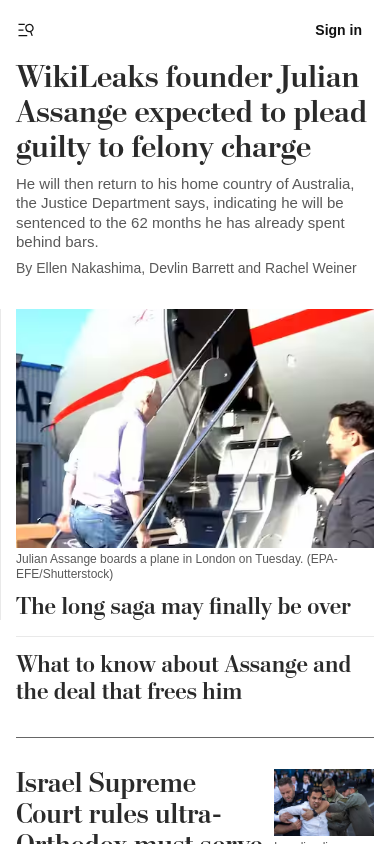 Sign in
WikiLeaks founder Julian
Assange expected to plead
guilty to felony charge
He will then return to his home country of Australia,
the Justice Department says, indicating he will be
sentenced to the 62 months he has already spent
behind bars.
By Ellen Nakashima, Devlin Barrett and Rachel Weiner
AR
Julian Assange boards a plane in London on Tuesday. (EPA-
EFE/Shutterstock)
The long saga may finally be over
What to know about Assange and
the deal that frees him
Israel Supreme
Court rules ultra-
Orthodox must serve